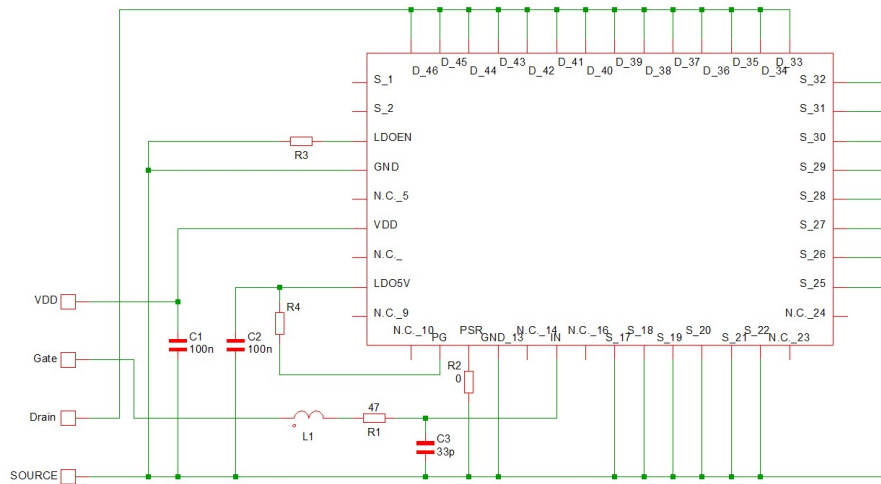 D_46
D_45
D_44
D_43
D_42
D_41
D_40
D_39
D_38
D_37
D_36
D_35
D_34
D_33
S_1
S_2
LDOEN
GND
N.C._5
VDD
N.C._
LDO5V
N.C._9
S_32
S_31
S_30
S_29
S_28
S_27
S_26
S_25
N.C._24
N.C._10
PG
PSR
GND_13
N.C._14
IN
N.C._16
S_17
S_18
S_19
S_20
S_21
S_22
N.C._23
R3
R4
R2
0
C1
100n
C2
100n
47
R1
L1
C3
33p
VDD
Gate
Drain
SOURCE